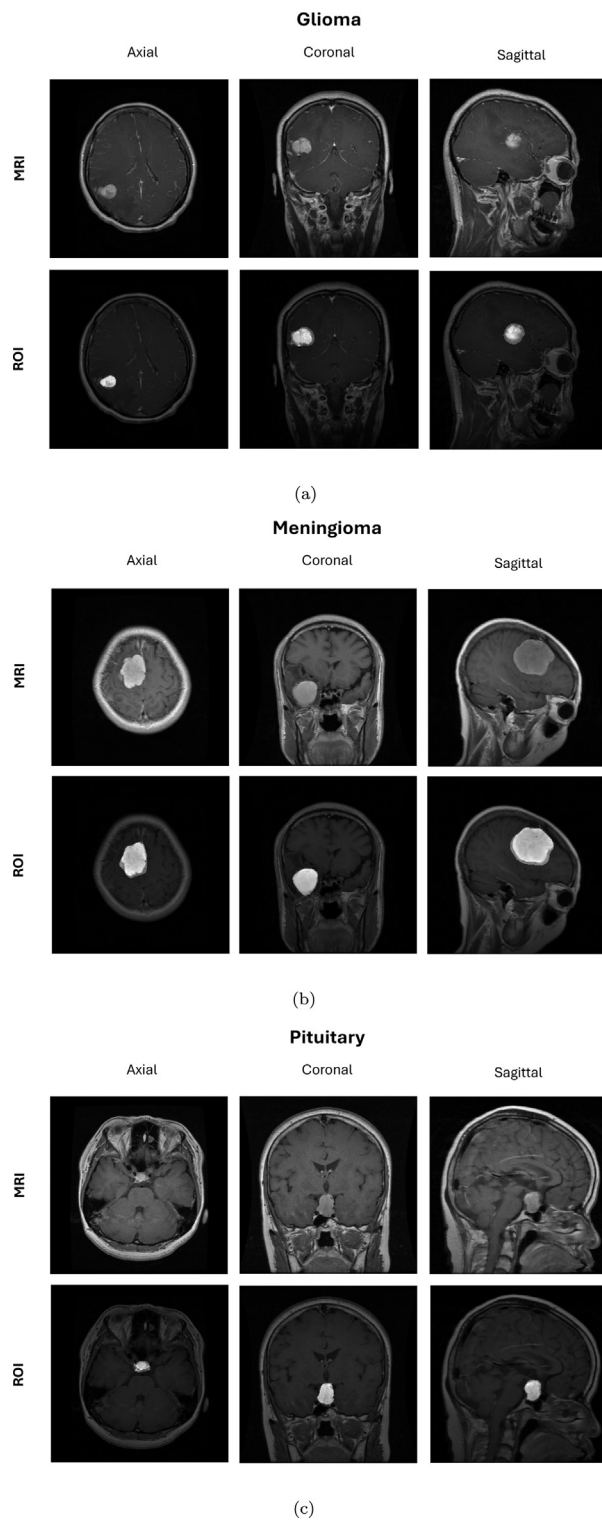 Glioma
Axial Coronal Sagittal
MRI
ROI
(a)
Meningioma
Axial Coronal Sagittal
MRI
ROI
(b)
Pituitary
Axial Coronal Sagittal
MRI
ROI
(c)